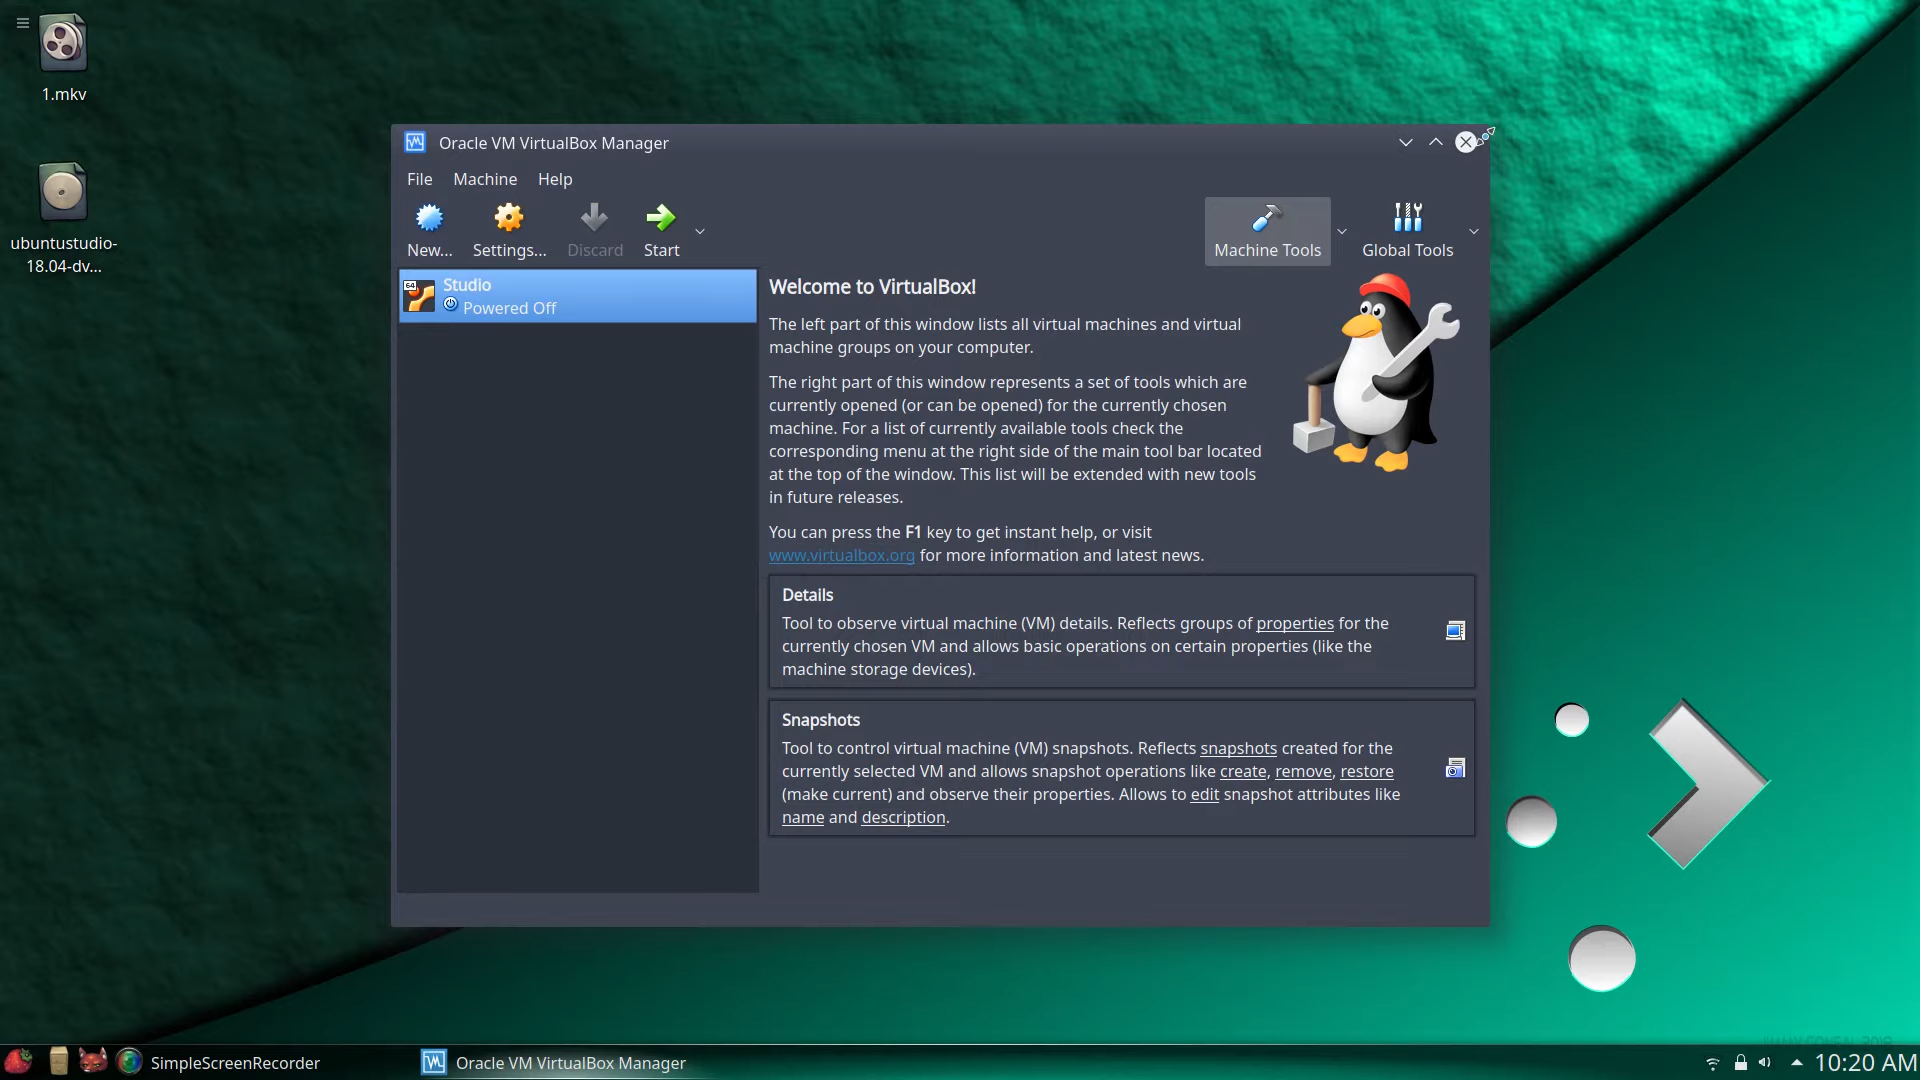 1.mkv
ubuntustudio-
18.04-dv...
Oracle VM VirtualBox Manager
File Machine Help
New... Settings... Discard Start Machine Tools Global Tools
64
Studio
Powered Off
Welcome to VirtualBox!
The left part of this window lists all virtual machines and virtual
machine groups on your computer.
The right part of this window represents a set of tools which are
currently opened (or can be opened) for the currently chosen
machine. For a list of currently available tools check the
corresponding menu at the right side of the main tool bar located
at the top of the window. This list will be extended with new tools
in future releases.
You can press the F1 key to get instant help, or visit
www.virtualbox.org for more information and latest news.
Details
Tool to observe virtual machine (VM) details. Reflects groups of properties for the
currently chosen VM and allows basic operations on certain properties (like the
machine storage devices).
Snapshots
Tool to control virtual machine (VM) snapshots. Reflects snapshots created for the
currently selected VM and allows snapshot operations like create, remove, restore
(make current) and observe their properties. Allows to edit snapshot attributes like
name and description.
SimpleScreenRecorder Oracle VM VirtualBox Manager 10:20 AM